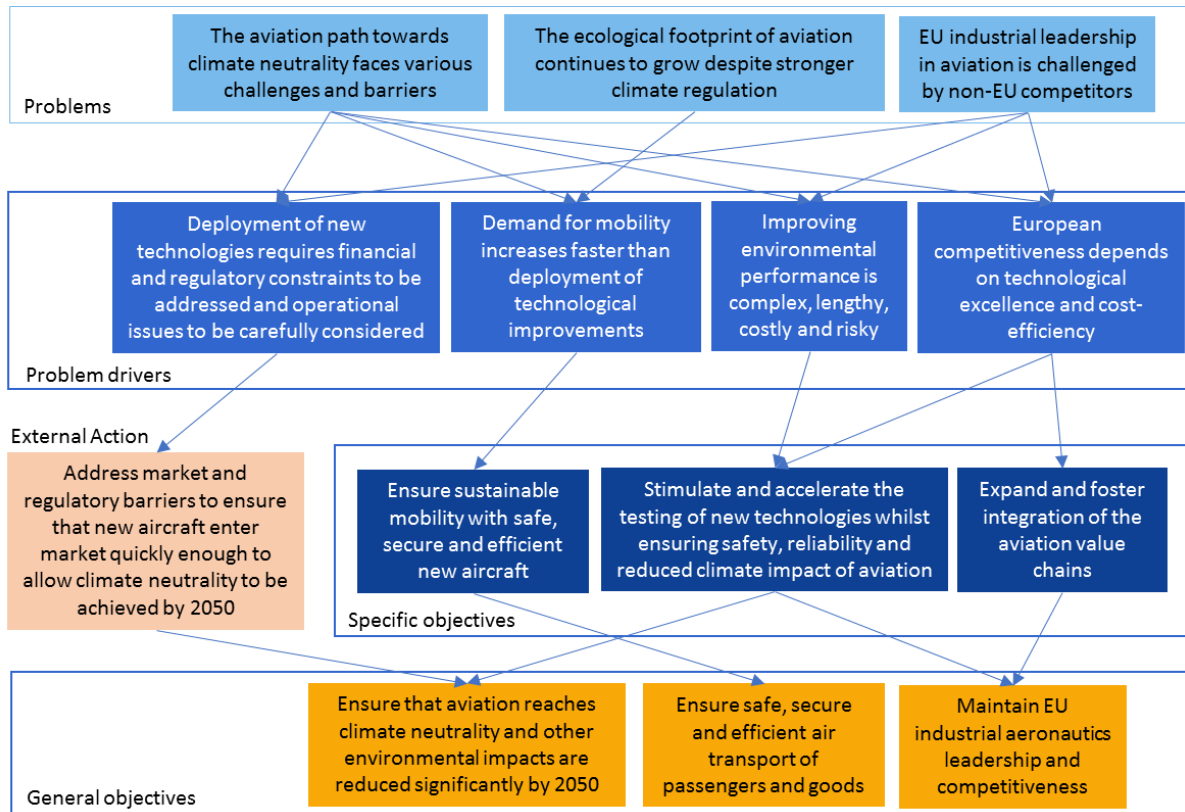 The aviation path towards
climate neutrality faces various
challenges and barriers
The ecological footprint of aviation
continues to grow despite stronger
climate regulation
EU industrial leadership
in aviation is challenged
by non-EU competitors
Problems
Deployment of new
technologies requires financial
and regulatory constraints to be
addressed and operational
issues to be carefully considered
Demand for mobility
increases faster than
deployment of
technological
improvements
Improving
environmental
performance is
complex, lengthy,
costly and risky
European
competitiveness depends
on technological
excellence and cost-
efficiency
Problem drivers
External Action
Address market and
regulatory barriers to ensure
that new aircraft enter
market quickly enough to
allow climate neutrality to be
achieved by 2050
Ensure sustainable
mobility with safe,
secure and efficient
new aircraft
Stimulate and accelerate the
testing of new technologies whilst
ensuring safety, reliability and
reduced climate impact of aviation
Expand and foster
integration of the
aviation value
chains
Specific objectives
Ensure that aviation reaches
climate neutrality and other
environmental impacts are
reduced significantly by 2050
Ensure safe, secure
and efficient air
transport of
passengers and goods
Maintain EU
industrial aeronautics
leadership and
competitiveness
General objectives